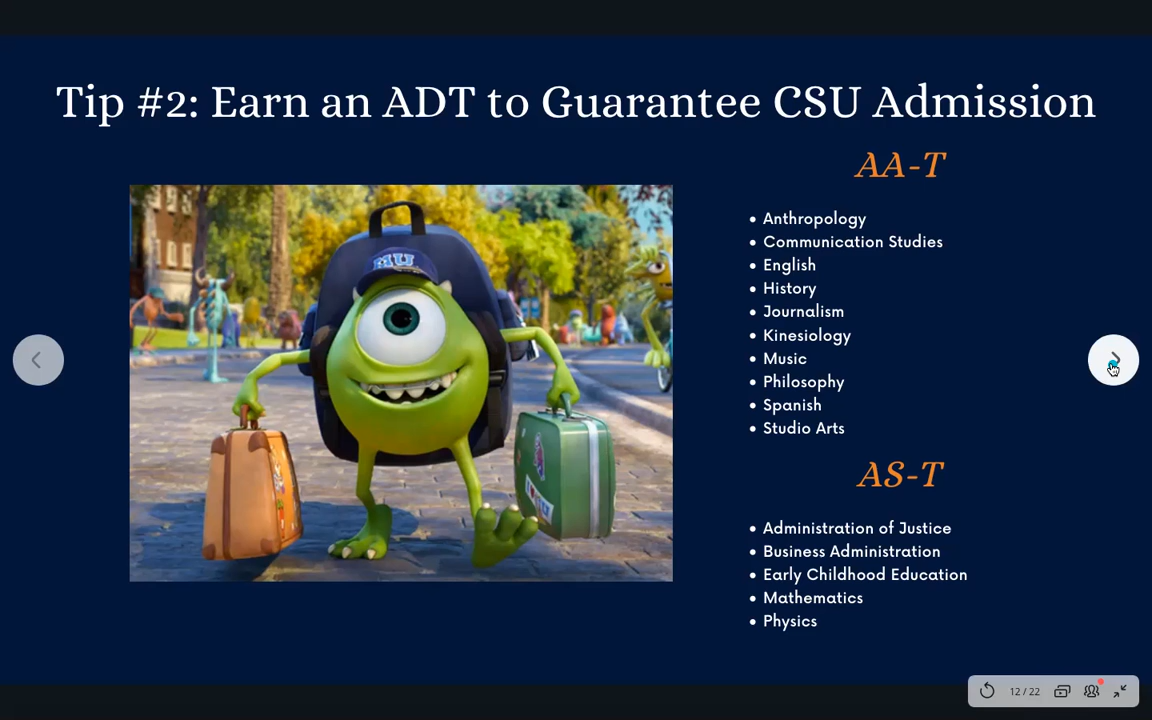 Tip #2: Earn an ADT to Guarantee CSU Admission
MU
AA-T
• Anthropology
• Communication Studies
• English
• History
• Journalism
• Kinesiology
• Music
• Philosophy
• Spanish
• Studio Arts
AS-T
• Administration of Justice
• Business Administration
• Early Childhood Education
• Mathematics
• Physics
12 / 22